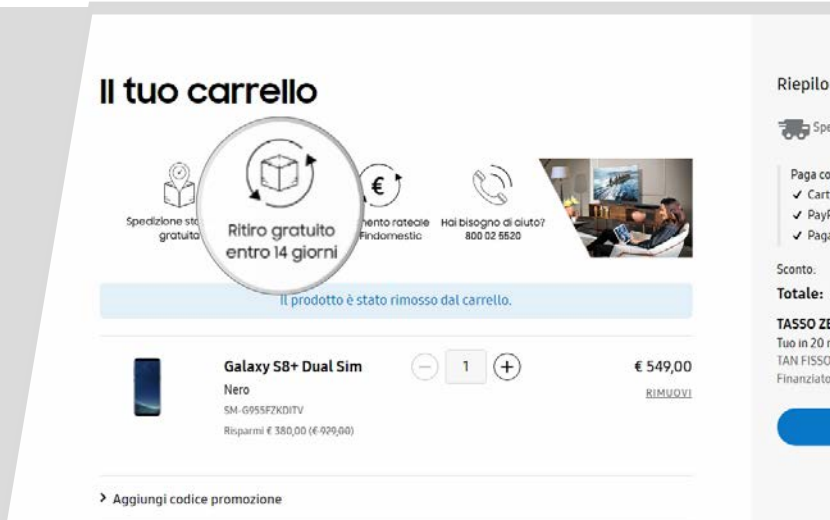 Il tuo carrello
Riepilo
Spe
Spedizione sta
gratuita
Ritiro gratuito
entro 14 giorni
mento rateale
Findomestic
Hai bisogno di aiuto?
800 02 5520
Paga co
✓ Cart
✓ PayP
✓ Paga
Il prodotto è stato rimosso dal carrello.
Sconto.
Totale:
TASSO ZE
Tuo in 20 r
TAN FISSO
Finanziato
Galaxy S8+ Dual Sim
Nero
SM-G955FZKDITV
Risparmi € 380,00 (€ 929,00)
1
€ 549,00
RIMUOVI
Aggiungi codice promozione